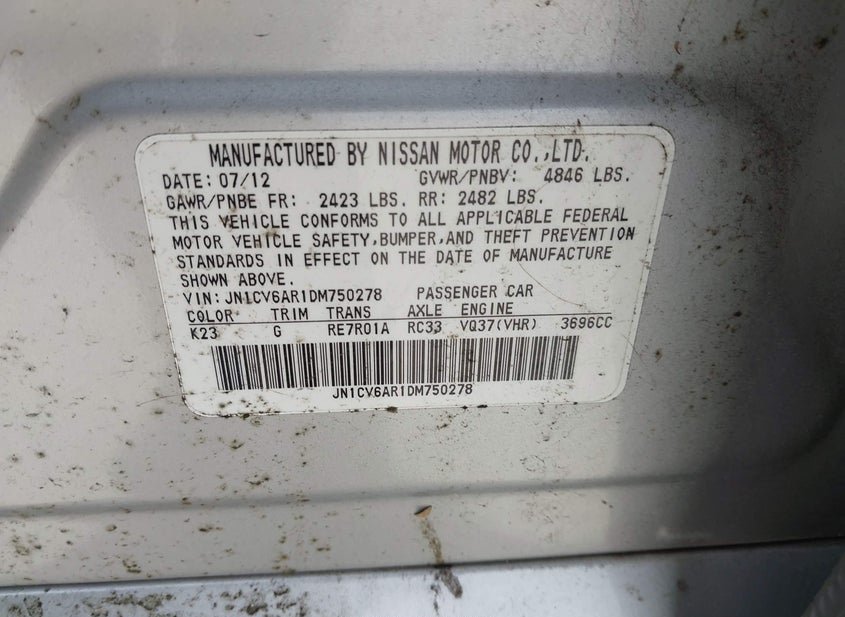 MANUFACTURED BY NISSAN MOTOR CO.,LTD.
DATE: 07/12 GVWR/PNBV: 4846 LBS.
GAWR/PNBE FR: 2423 LBS. RR: 2482 LBS.
THIS VEHICLE CONFORMS TO ALL APPLICABLE FEDERAL
MOTOR VEHICLE SAFETY,BUMPER,AND THEFT PREVENTION
STANDARDS IN EFFECT ON THE DATE OF MANUFACTURE
SHOWN ABOVE.
VIN:JN1CV6AR1DM750278 PASSENGER CAR
COLOR TRIM TRANS AXLE ENGINE
K23 G RE7R01A RC33 VQ37(VHR) 3696CC
JN1CV6AR1DM750278